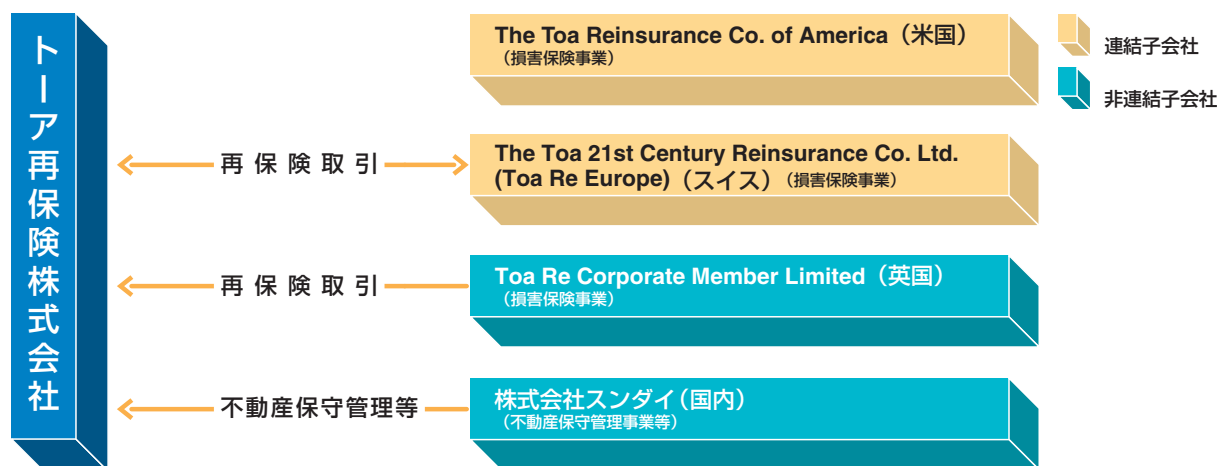 トーア再保険株式会社
The Toa Reinsurance Co. of America（米国）
（損害保険事業）
連結子会社
非連結子会社
再保険取引
The Toa 21st Century Reinsurance Co. Ltd.
(Toa Re Europe)（スイス）（損害保険事業）
再保険取引
Toa Re Corporate Member Limited（英国）
（損害保険事業）
不動産保守管理等
株式会社スンダイ（国内）
（不動産保守管理事業等）